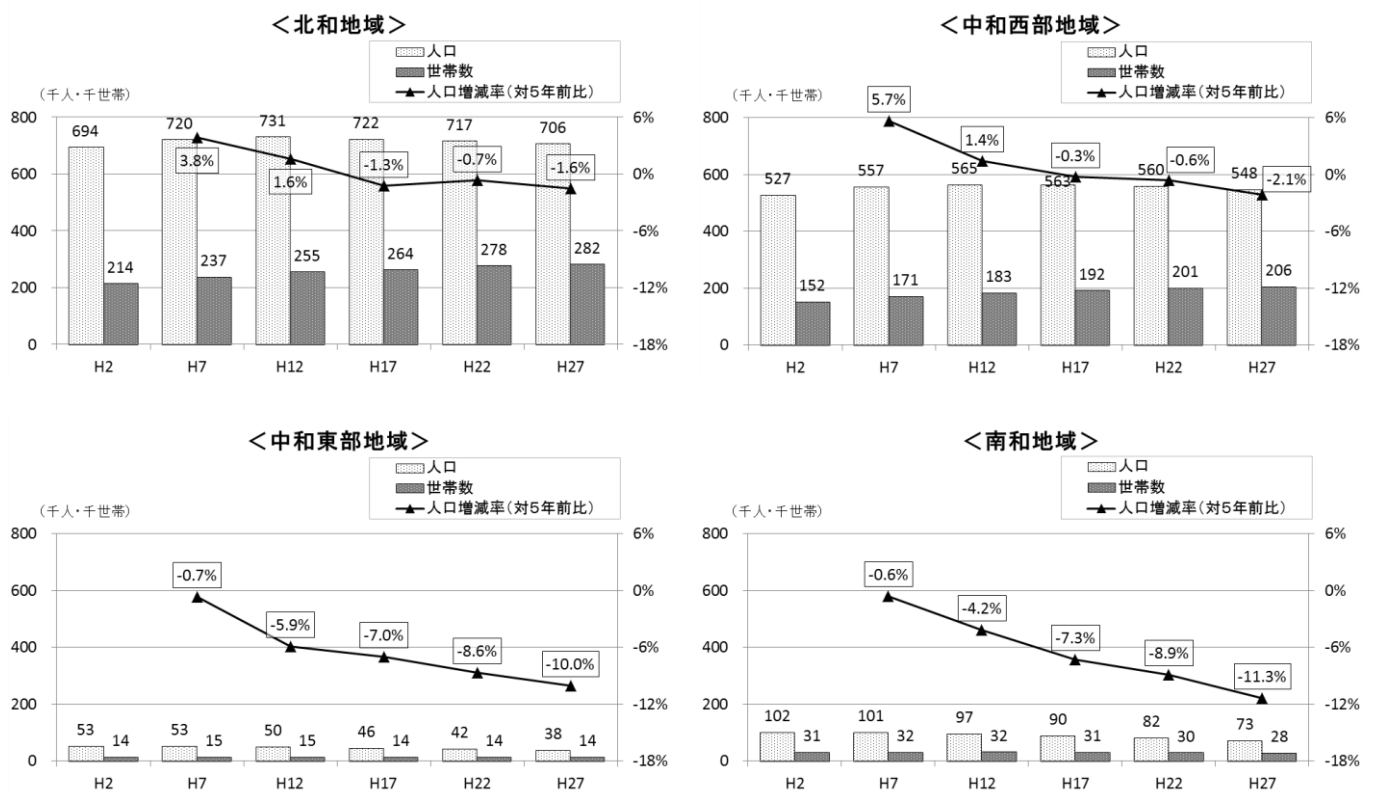 ＜北和地域＞
人口
世帯数
人口増減率（対５年前比）
（千人・千世帯）
800
600
400
200
0
6%
0%
-6%
-12%
-18%
694
720
731
722
717
706
3.8%
1.6%
-1.3%
-0.7%
-1.6%
214
237
255
264
278
282
H2
H7
H12
H17
H22
H27
＜中和西部地域＞
人口
世帯数
人口増減率（対５年前比）
（千人・千世帯）
800
600
400
200
0
6%
0%
-6%
-12%
-18%
5.7%
1.4%
-0.3%
-0.6%
-2.1%
527
557
565
563
560
548
152
171
183
192
201
206
H2
H7
H12
H17
H22
H27
＜中和東部地域＞
人口
世帯数
人口増減率（対５年前比）
（千人・千世帯）
800
600
400
200
0
6%
0%
-6%
-12%
-18%
-0.7%
-5.9%
-7.0%
-8.6%
-10.0%
53
14
53
15
50
15
46
14
42
14
38
14
H2
H7
H12
H17
H22
H27
＜南和地域＞
人口
世帯数
人口増減率（対５年前比）
（千人・千世帯）
800
600
400
200
0
6%
0%
-6%
-12%
-18%
-0.6%
-4.2%
-7.3%
-8.9%
-11.3%
102
31
101
32
97
32
90
31
82
30
73
28
H2
H7
H12
H17
H22
H27